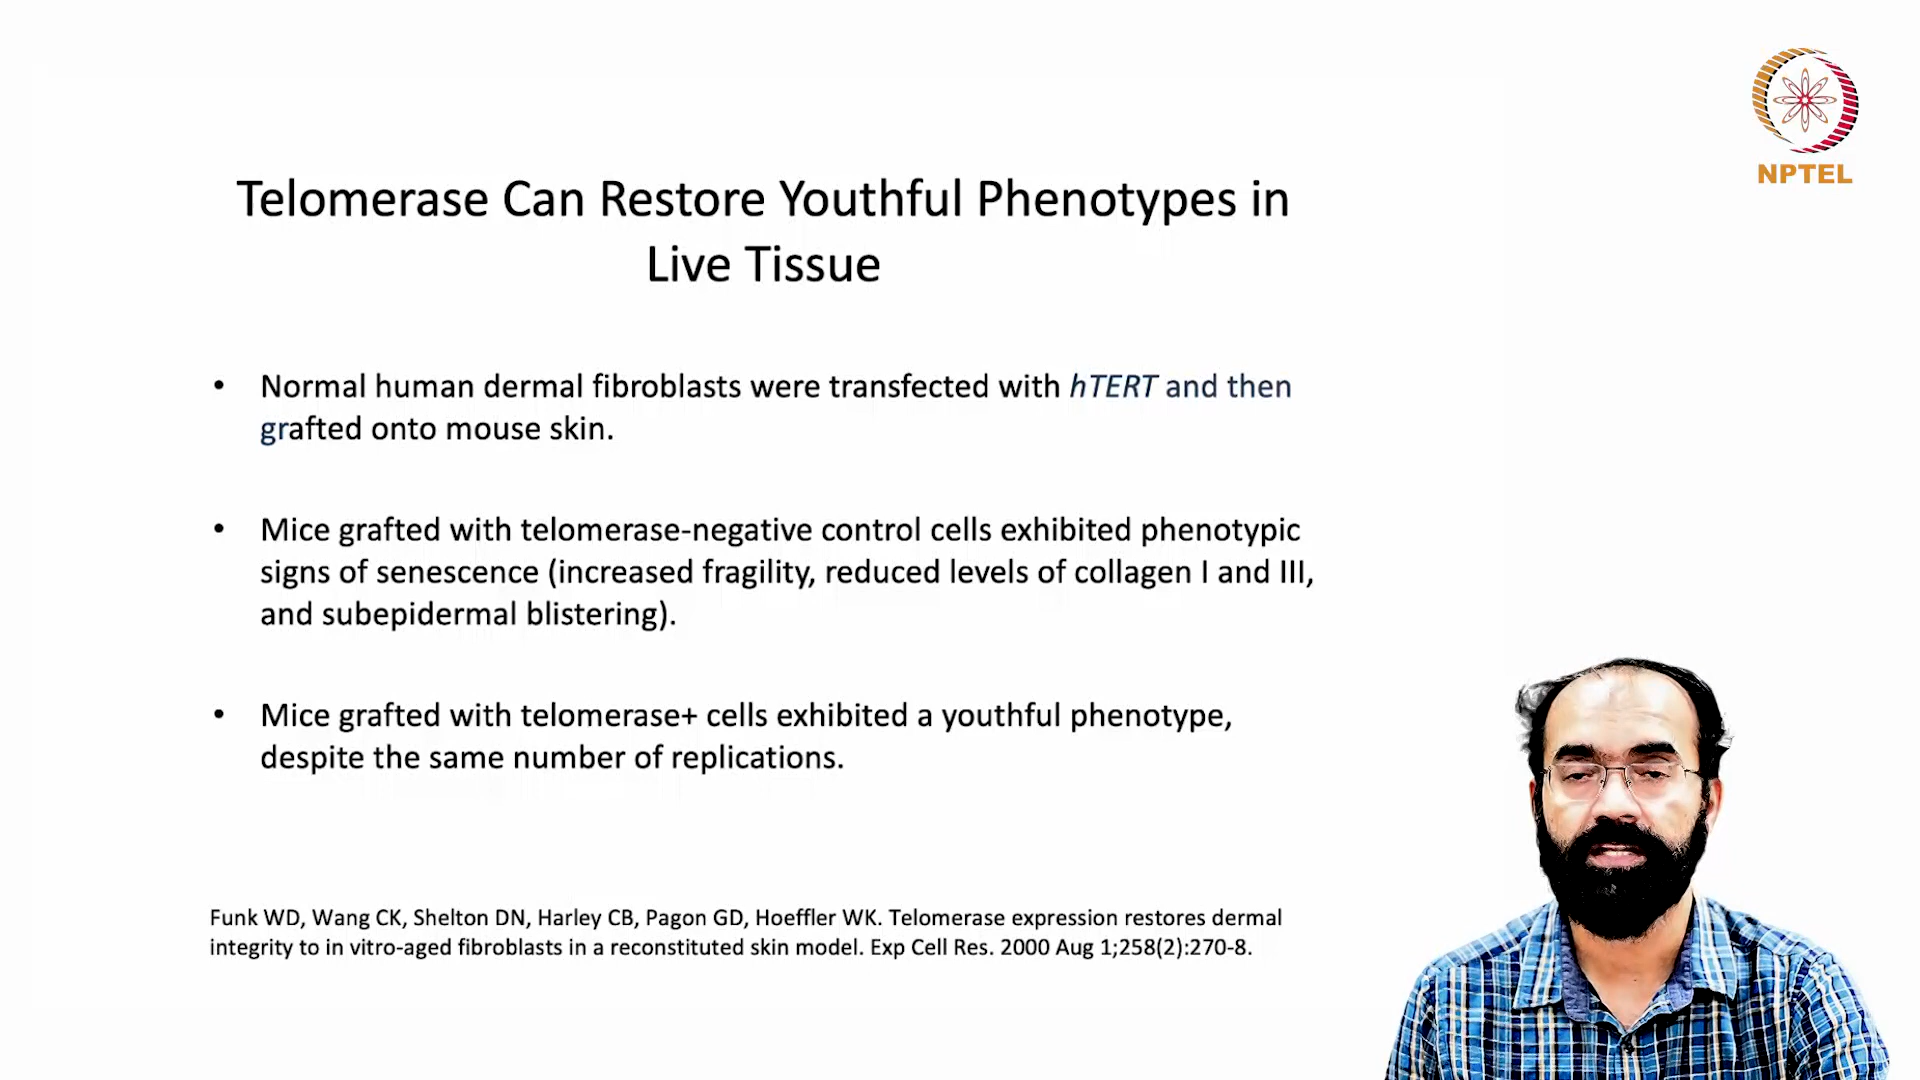 NPTEL
Telomerase Can Restore Youthful Phenotypes in
Live Tissue
• Normal human dermal fibroblasts were transfected with hTERT and then
grafted onto mouse skin.
• Mice grafted with telomerase-negative control cells exhibited phenotypic
signs of senescence (increased fragility, reduced levels of collagen I and III,
and subepidermal blistering).
• Mice grafted with telomerase+ cells exhibited a youthful phenotype,
despite the same number of replications.
Funk WD, Wang CK, Shelton DN, Harley CB, Pagon GD, Hoeffler WK. Telomerase expression restores dermal
integrity to in vitro-aged fibroblasts in a reconstituted skin model. Exp Cell Res. 2000 Aug 1;258(2):270-8.